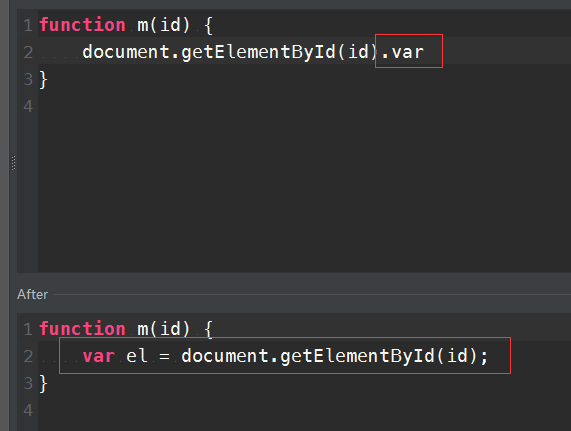 1 function m(id) {
2 document.getElementById(id).var
3 }
4
After
1 function m(id) {
2 var el = document.getElementById(id);
3 }
4